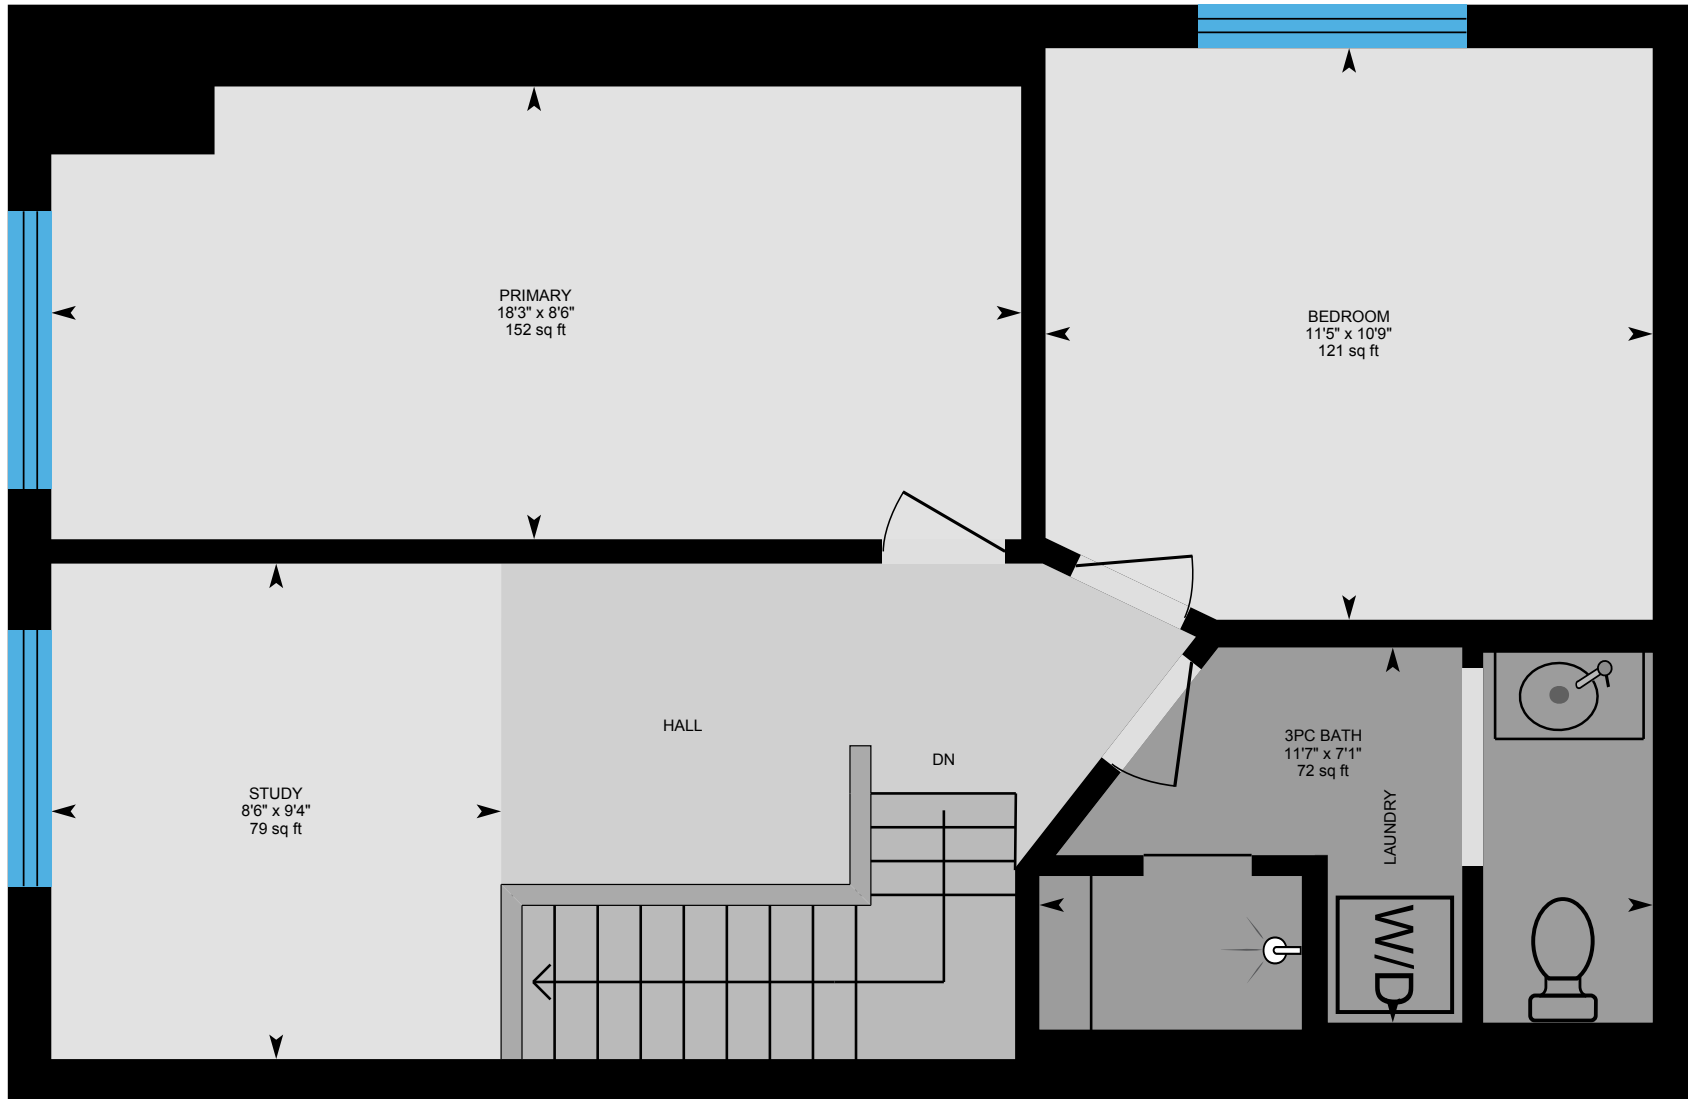 PRIMARY
18'3" x 8'6"
152 sq ft
BEDROOM
11'5" x 10'9"
121 sq ft
HALL
DN
3PC BATH
11'7" x 7'1"
72 sq ft
STUDY
8'6" x 9'4"
79 sq ft
LAUNDRY
W/D